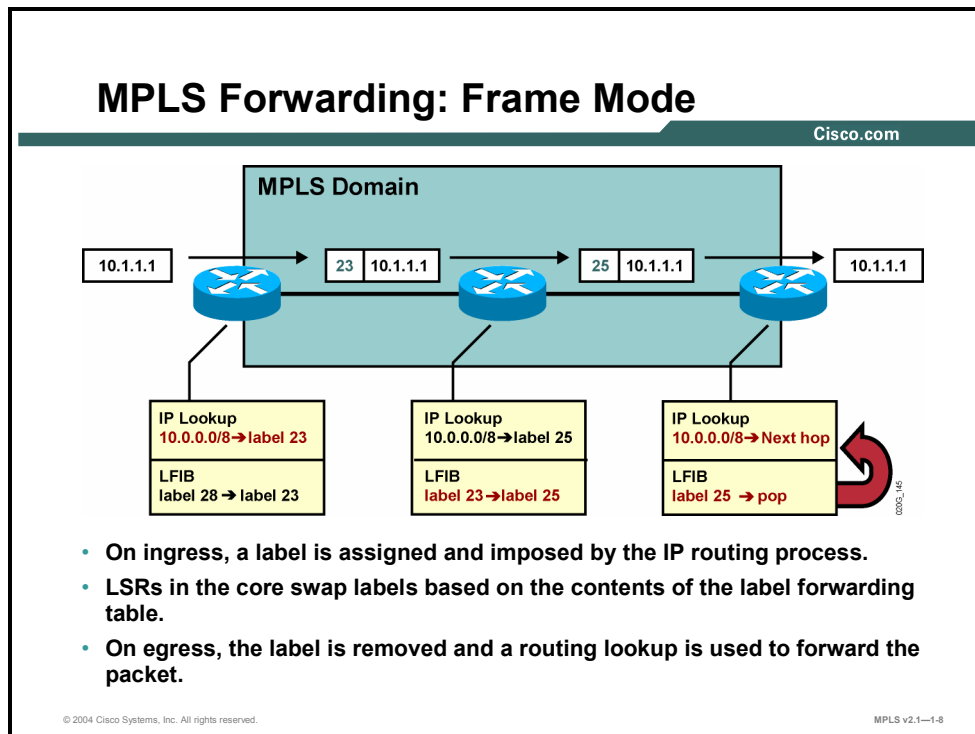 MPLS Forwarding: Frame Mode
Cisco.com
MPLS Domain
10.1.1.1
23 10.1.1.1
25 10.1.1.1
10.1.1.1
IP Lookup
10.0.0.0/8➔label 23
LFIB
label 28 ➔ label 23
IP Lookup
10.0.0.0/8➔label 25
LFIB
label 23➔label 25
IP Lookup
10.0.0.0/8➔Next hop
LFIB
label 25 ➔ pop
020G_145
• On ingress, a label is assigned and imposed by the IP routing process.
• LSRs in the core swap labels based on the contents of the label forwarding
table.
• On egress, the label is removed and a routing lookup is used to forward the
packet.
© 2004 Cisco Systems, Inc. All rights reserved.
MPLS v2.1—1-8